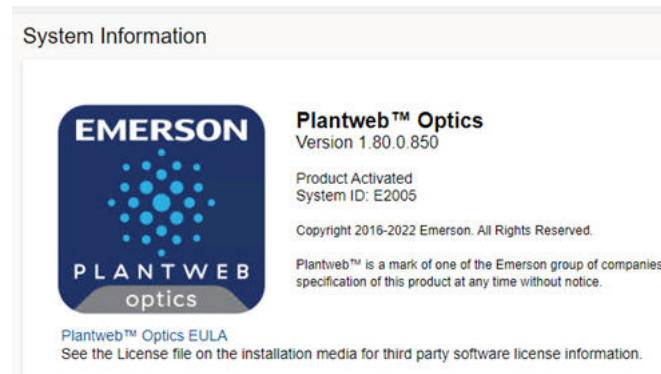 System Information
EMERSON
PLANTWEB
optics
Plantweb™ Optics
Version 1.80.0.850
Product Activated
System ID: E2005
Copyright 2016-2022 Emerson. All Rights Reserved.
Plantweb™ is a mark of one of the Emerson group of companies
specification of this product at any time without notice.
Plantweb™ Optics EULA
See the License file on the installation media for third party software license information.